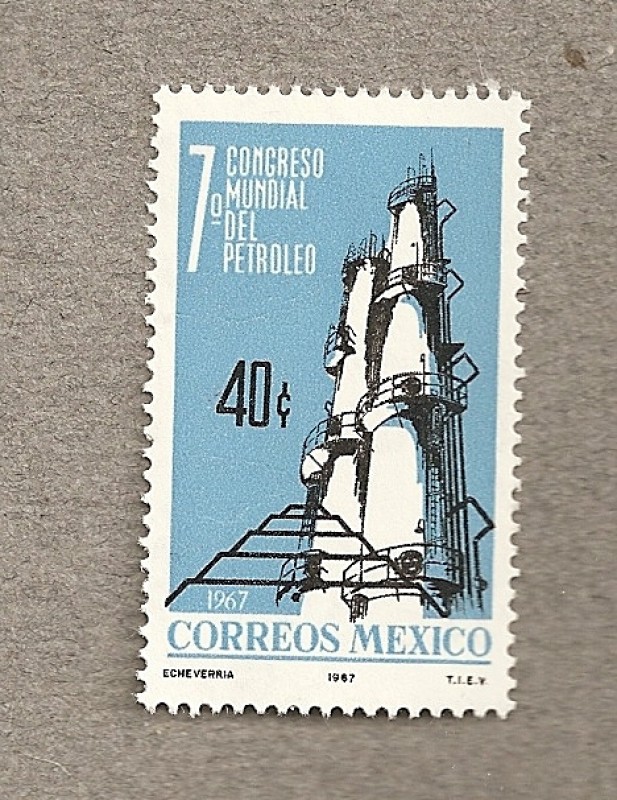 7º CONGRESO
MUNDIAL
DEL
PETROLEO
40¢
1967
CORREOS MEXICO
ECHEVERRIA 1967 T.I.E.V.